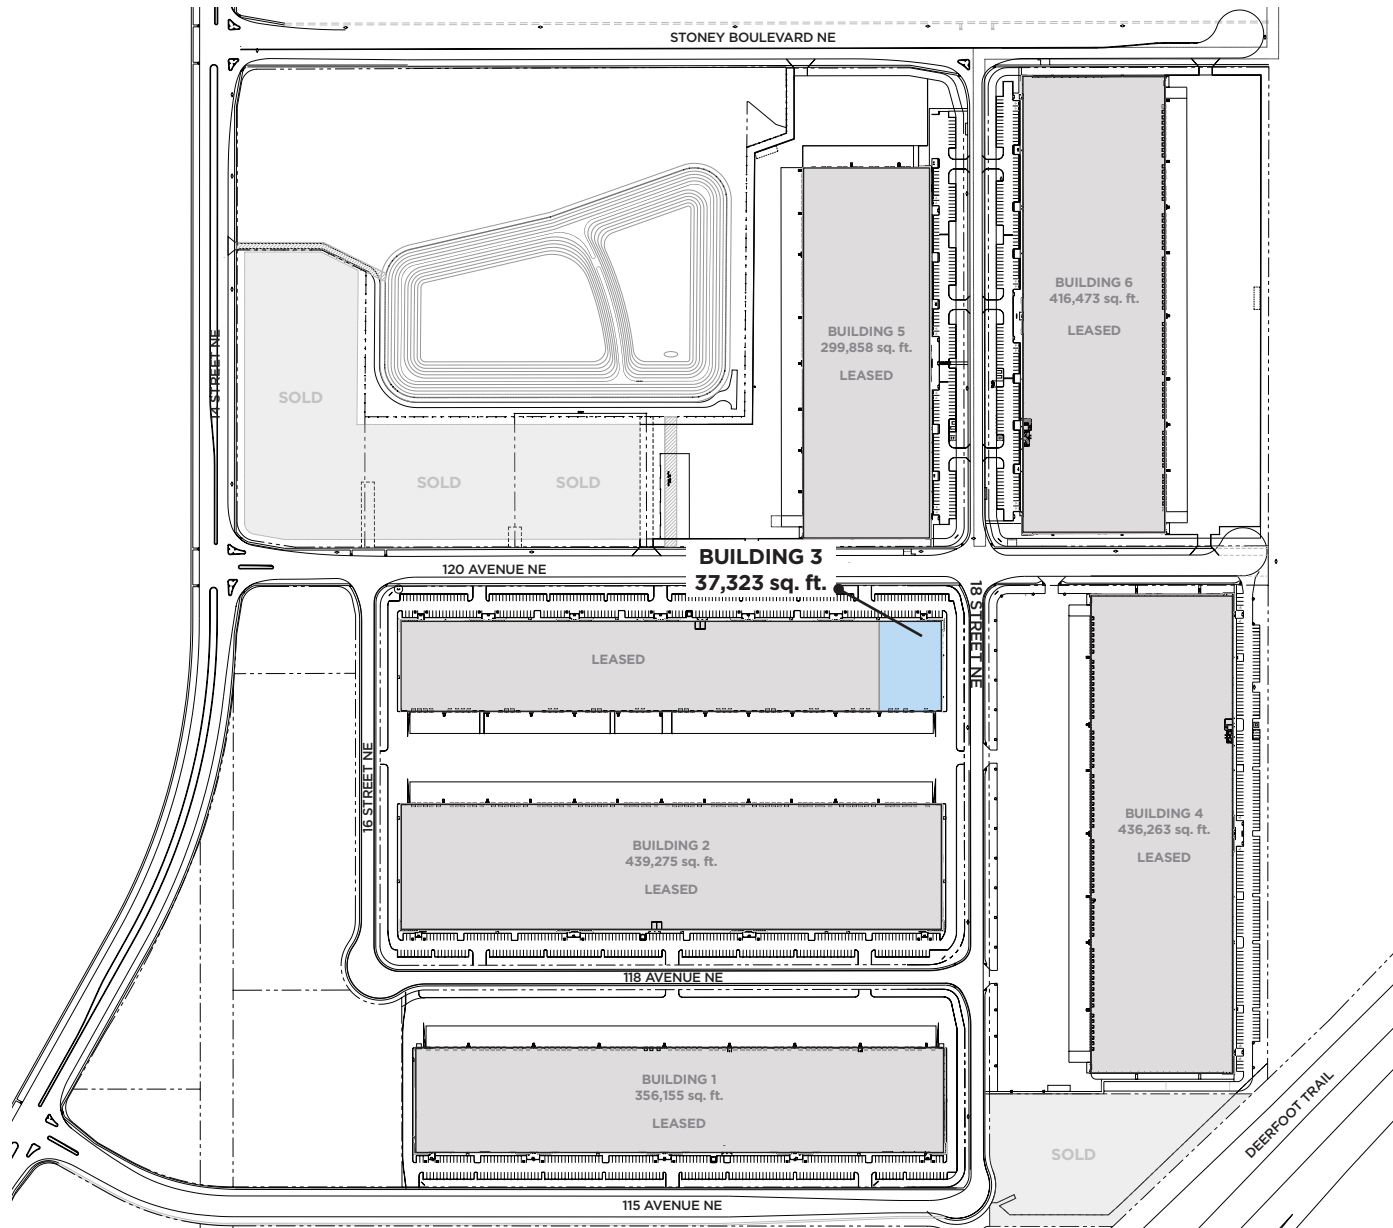 STONEY BOULEVARD NE
BUILDING 6
416,473 sq. ft.
LEASED
BUILDING 5
299,858 sq. ft.
LEASED
14 STREET NE
SOLD
SOLD
SOLD
BUILDING 3
37,323 sq. ft.
120 AVENUE NE
18 STREET NE
LEASED
16 STREET NE
BUILDING 2
439,275 sq. ft.
LEASED
BUILDING 4
436,263 sq. ft.
LEASED
118 AVENUE NE
BUILDING 1
356,155 sq. ft.
LEASED
DEERFOOT TRAIL
SOLD
115 AVENUE NE